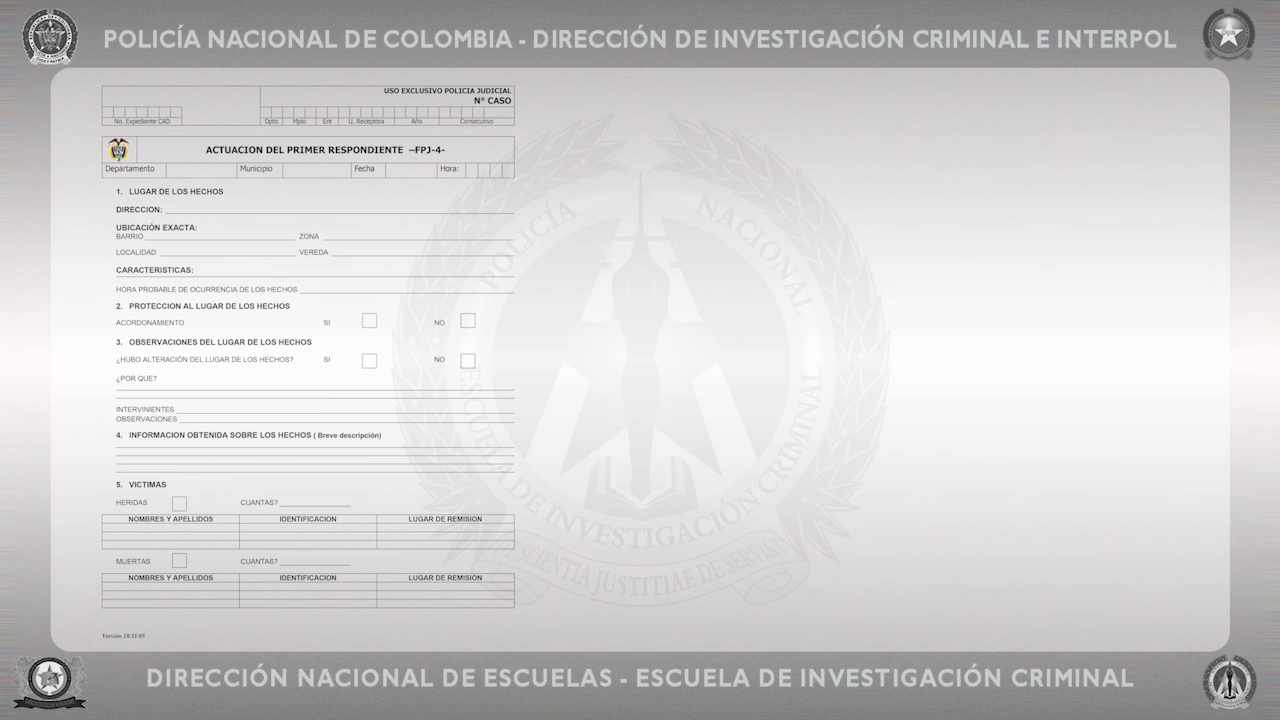 POLICÍA NACIONAL DE COLOMBIA - DIRECCIÓN DE INVESTIGACIÓN CRIMINAL E INTERPOL
USO EXCLUSIVO POLICIA JUDICIAL
N° CASO
No. Expediente CAD Dpto Mpio Ent U. Receptora Año Consecutivo
ACTUACION DEL PRIMER RESPONDIENTE –FPJ-4-
Departamento Municipio Fecha Hora:
1. LUGAR DE LOS HECHOS
DIRECCION:
UBICACIÓN EXACTA:
BARRIO ZONA
LOCALIDAD VEREDA
CARACTERISTICAS:
HORA PROBABLE DE OCURRENCIA DE LOS HECHOS
2. PROTECCION AL LUGAR DE LOS HECHOS
ACORDONAMIENTO SI NO
3. OBSERVACIONES DEL LUGAR DE LOS HECHOS
¿HUBO ALTERACIÓN DEL LUGAR DE LOS HECHOS? SI NO
¿POR QUE?
INTERVINIENTES
OBSERVACIONES
4. INFORMACION OBTENIDA SOBRE LOS HECHOS ( Breve descripción)
5. VICTIMAS
HERIDAS CUANTAS?
NOMBRES Y APELLIDOS IDENTIFICACION LUGAR DE REMISION
MUERTAS CUANTAS?
NOMBRES Y APELLIDOS IDENTIFICACION LUGAR DE REMISION
Versión 18/11/05
POLICÍA NACIONAL
ESCUELA DE INVESTIGACIÓN CRIMINAL
SCIENTIA JUSTITIAE DE
DIRECCIÓN NACIONAL DE ESCUELAS - ESCUELA DE INVESTIGACIÓN CRIMINAL